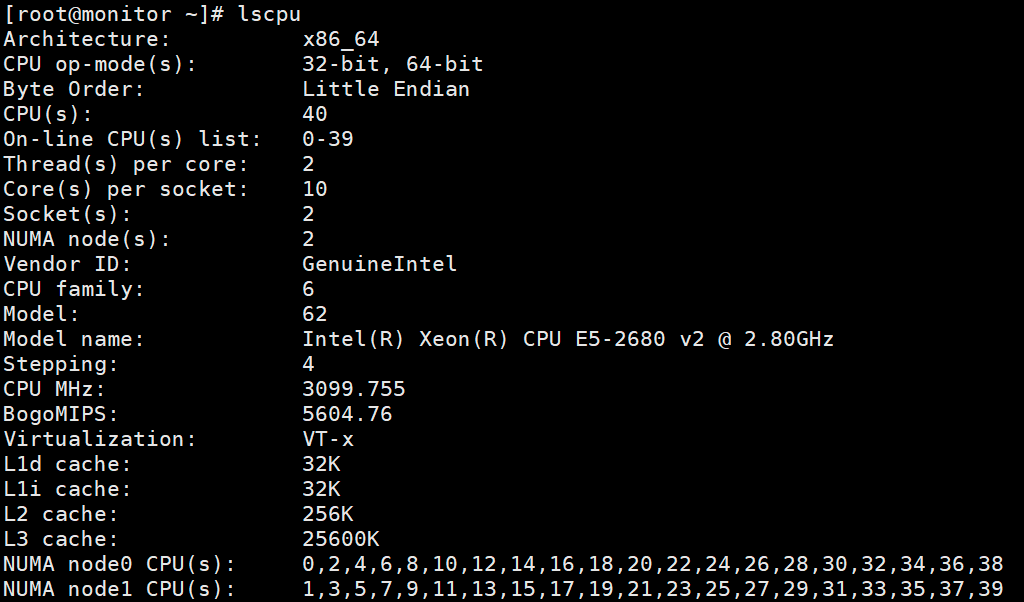 [root@monitor ~]# lscpu
Architecture:          x86_64
CPU op-mode(s):        32-bit, 64-bit
Byte Order:            Little Endian
CPU(s):                40
On-line CPU(s) list:   0-39
Thread(s) per core:    2
Core(s) per socket:    10
Socket(s):             2
NUMA node(s):          2
Vendor ID:             GenuineIntel
CPU family:            6
Model:                 62
Model name:            Intel(R) Xeon(R) CPU E5-2680 v2 @ 2.80GHz
Stepping:              4
CPU MHz:               3099.755
BogoMIPS:              5604.76
Virtualization:        VT-x
L1d cache:             32K
L1i cache:             32K
L2 cache:              256K
L3 cache:              25600K
NUMA node0 CPU(s):     0,2,4,6,8,10,12,14,16,18,20,22,24,26,28,30,32,34,36,38
NUMA node1 CPU(s):     1,3,5,7,9,11,13,15,17,19,21,23,25,27,29,31,33,35,37,39